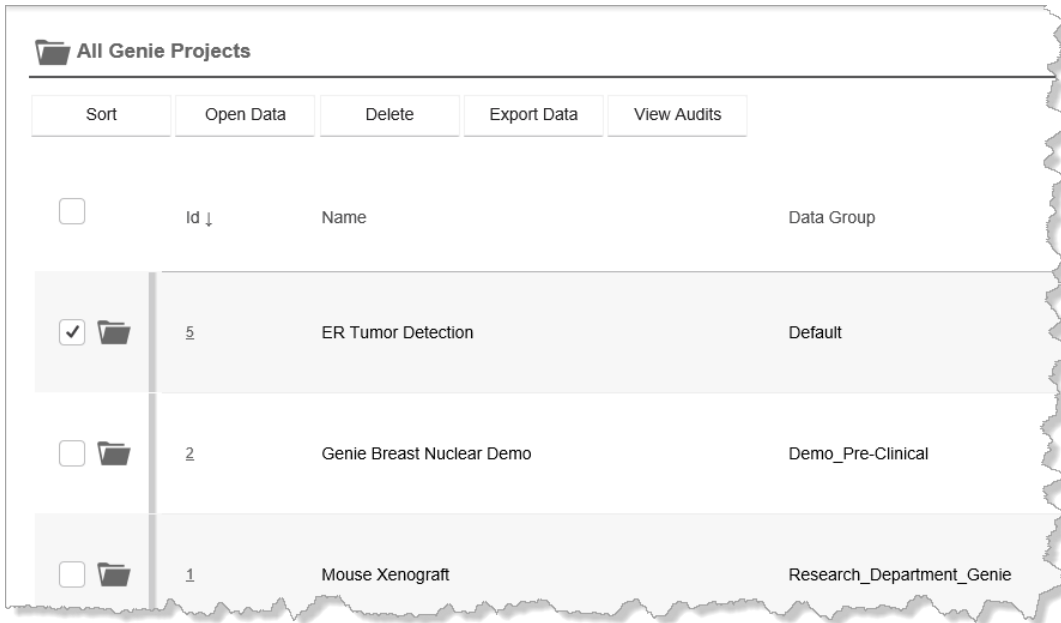 All Genie Projects
Sort Open Data Delete Export Data View Audits
Id ↓ Name Data Group
5 ER Tumor Detection Default
2 Genie Breast Nuclear Demo Demo_Pre-Clinical
1 Mouse Xenograft Research_Department_Genie